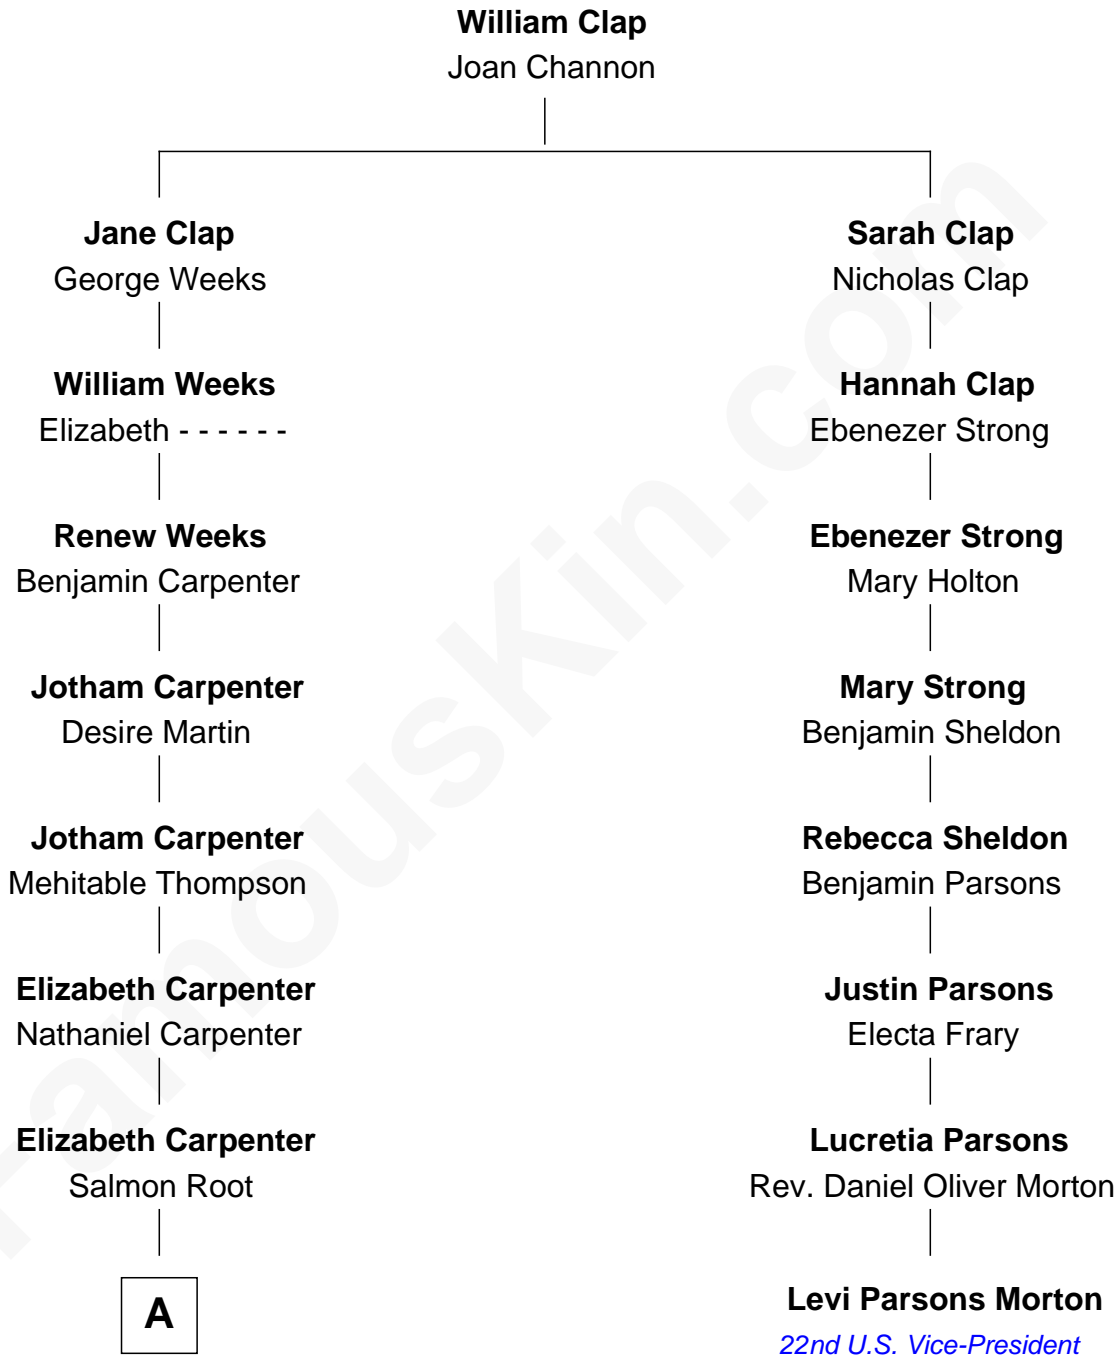 William Clap
Joan Channon
Jane Clap
George Weeks
Sarah Clap
Nicholas Clap
William Weeks
Elizabeth - - - - - -
Hannah Clap
Ebenezer Strong
Renew Weeks
Benjamin Carpenter
Ebenezer Strong
Mary Holton
Jotham Carpenter
Desire Martin
Mary Strong
Benjamin Sheldon
Jotham Carpenter
Mehitable Thompson
Rebecca Sheldon
Benjamin Parsons
Elizabeth Carpenter
Nathaniel Carpenter
Justin Parsons
Electa Frary
Elizabeth Carpenter
Salmon Root
Lucretia Parsons
Rev. Daniel Oliver Morton
A
Levi Parsons Morton
22nd U.S. Vice-President
FamousKin.com